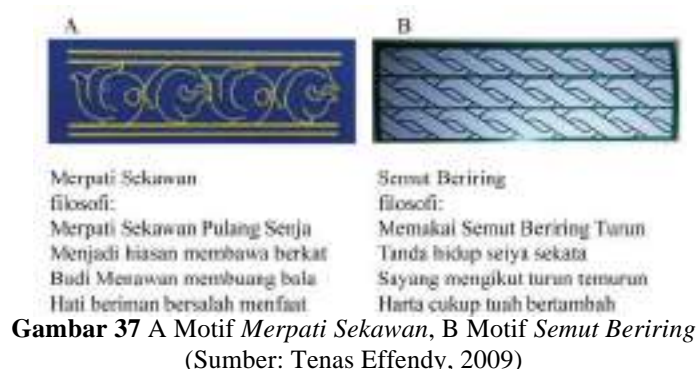 A
B
Merpati Sekawan
filosofi:
Merpati Sekawan Pulang Senja
Menjadi hiasan membawa berkat
Budi Menawan membuang bala
Hati beriman bersalah menfaat
Semut Beriring
filosofi:
Memakai Semut Beriring Turun
Tanda hidup seiya sekata
Sayang mengikut turun temurun
Harta cukup tuah bertambah
Gambar 37 A Motif Merpati Sekawan, B Motif Semut Beriring
(Sumber: Tenas Effendy, 2009)